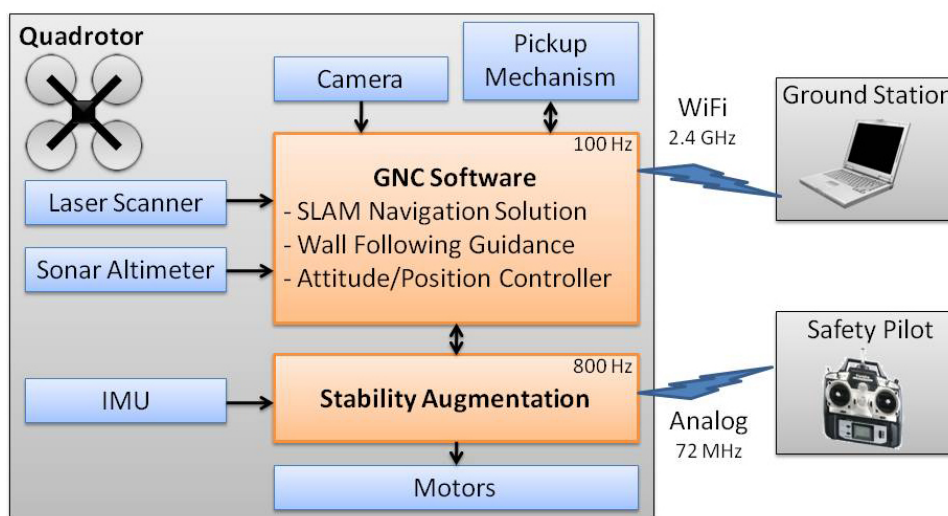 Quadrotor
Camera
Pickup
Mechanism
Laser Scanner
Sonar Altimeter
100 Hz
GNC Software
- SLAM Navigation Solution
- Wall Following Guidance
- Attitude/Position Controller
WiFi
2.4 GHz
Ground Station
IMU
800 Hz
Stability Augmentation
Motors
Analog
72 MHz
Safety Pilot